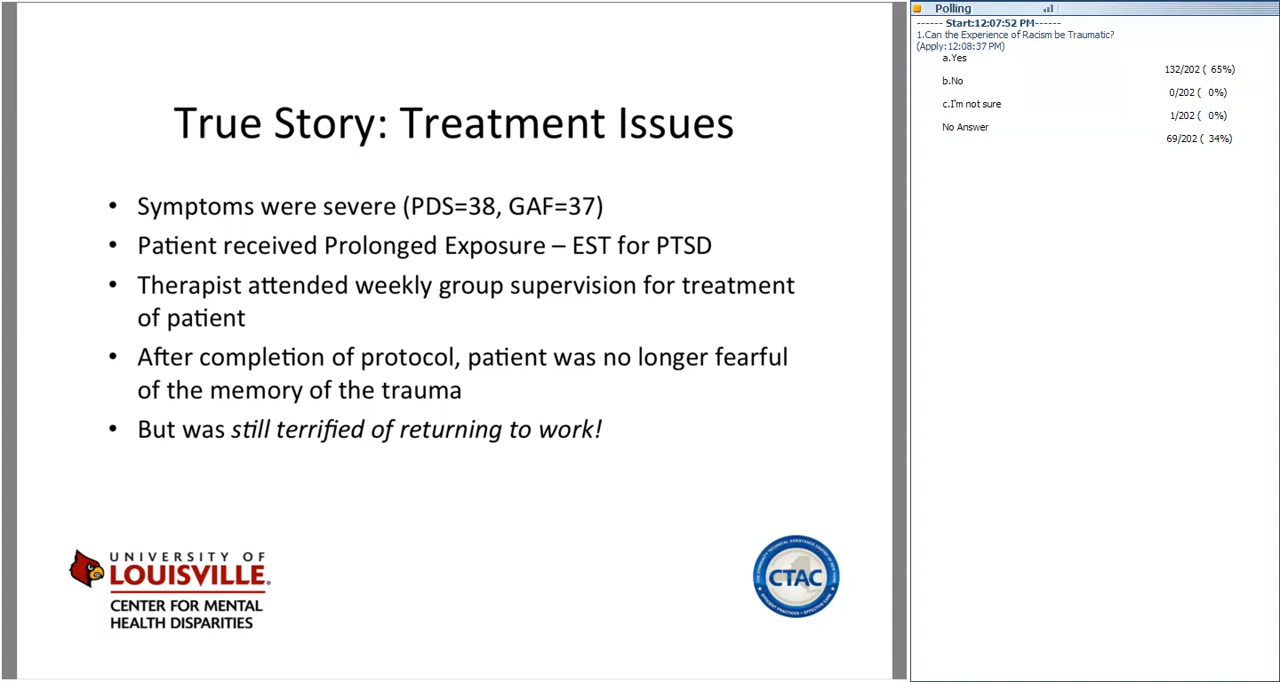 True Story: Treatment Issues
• Symptoms were severe (PDS=38, GAF=37)
• Patient received Prolonged Exposure – EST for PTSD
• Therapist attended weekly group supervision for treatment
of patient
• After completion of protocol, patient was no longer fearful
of the memory of the trauma
• But was still terrified of returning to work!
UNIVERSITY OF
LOUISVILLE.
CENTER FOR MENTAL
HEALTH DISPARITIES
CTAC
Polling
------ Start:12:07:52 PM------
1.Can the Experience of Racism be Traumatic?
(Apply:12:08:37 PM)
a.Yes
132/202 ( 65%)
b.No
0/202 ( 0%)
c.I'm not sure
1/202 ( 0%)
No Answer
69/202 ( 34%)